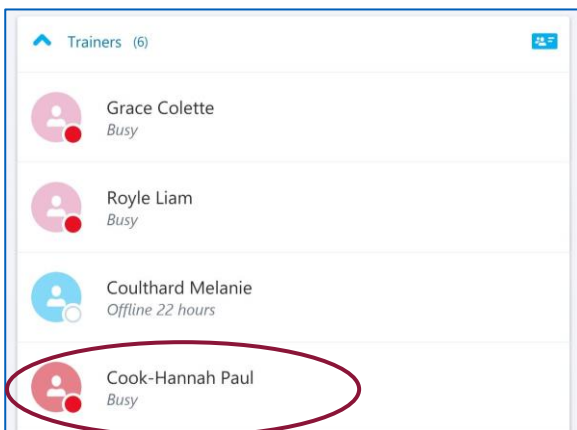 Trainers (6)
Grace Colette
Busy
Royle Liam
Busy
Coulthard Melanie
Offline 22 hours
Cook-Hannah Paul
Busy